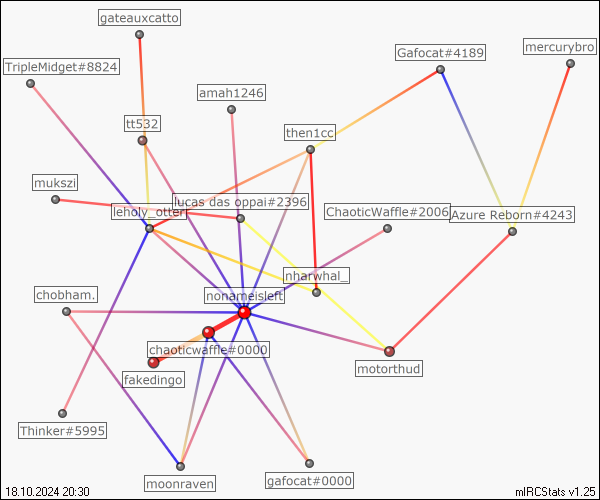 gateauxcatto
Gafocat#4189
mercurybro
TripleMidget#8824
amah1246
tt532
then1cc
mukszi
lucas das oppai#2396
leholy_otter
ChaoticWaffle#2006
Azure Reborn#4243
nharwhal_
nonameisleft
chobham.
chaoticwaffle#0000
motorthud
fakedingo
Thinker#5995
moonraven
gafocat#0000
18.10.2024 20:30
mIRCStats v1.25